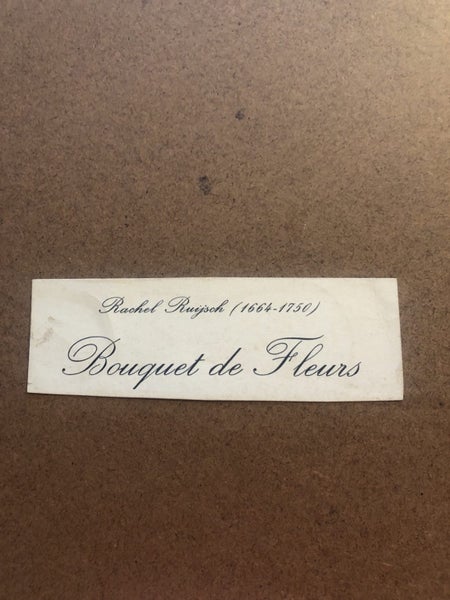 Rachel Ruijsch (1664-1750)
Bouquet de Fleurs